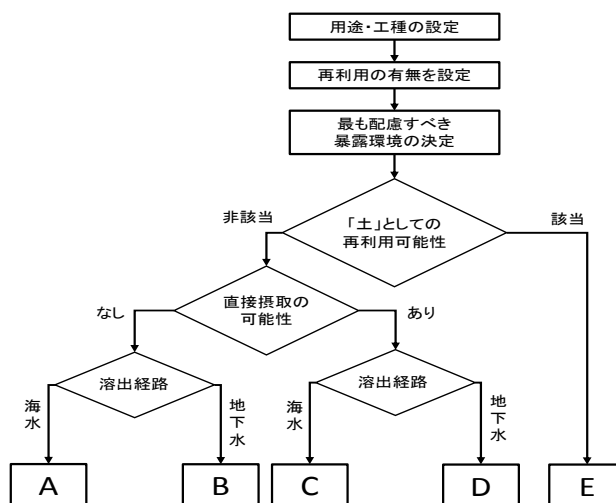 用途・工種の設定
再利用の有無を設定
最も配慮すべき
暴露環境の決定
「土」としての
再利用可能性
非該当
該当
直接摂取の
可能性
なし
あり
溶出経路
溶出経路
海水
地下水
海水
地下水
A
B
C
D
E